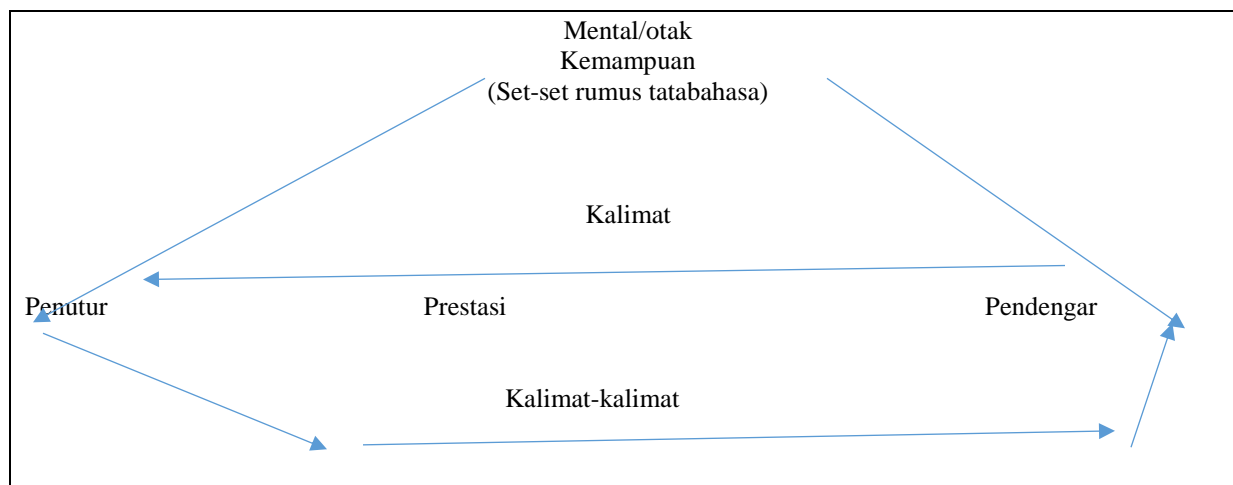 Mental/otak
Kemampuan
(Set-set rumus tatabahasa)
Kalimat
Penutur Prestasi Pendengar
Kalimat-kalimat